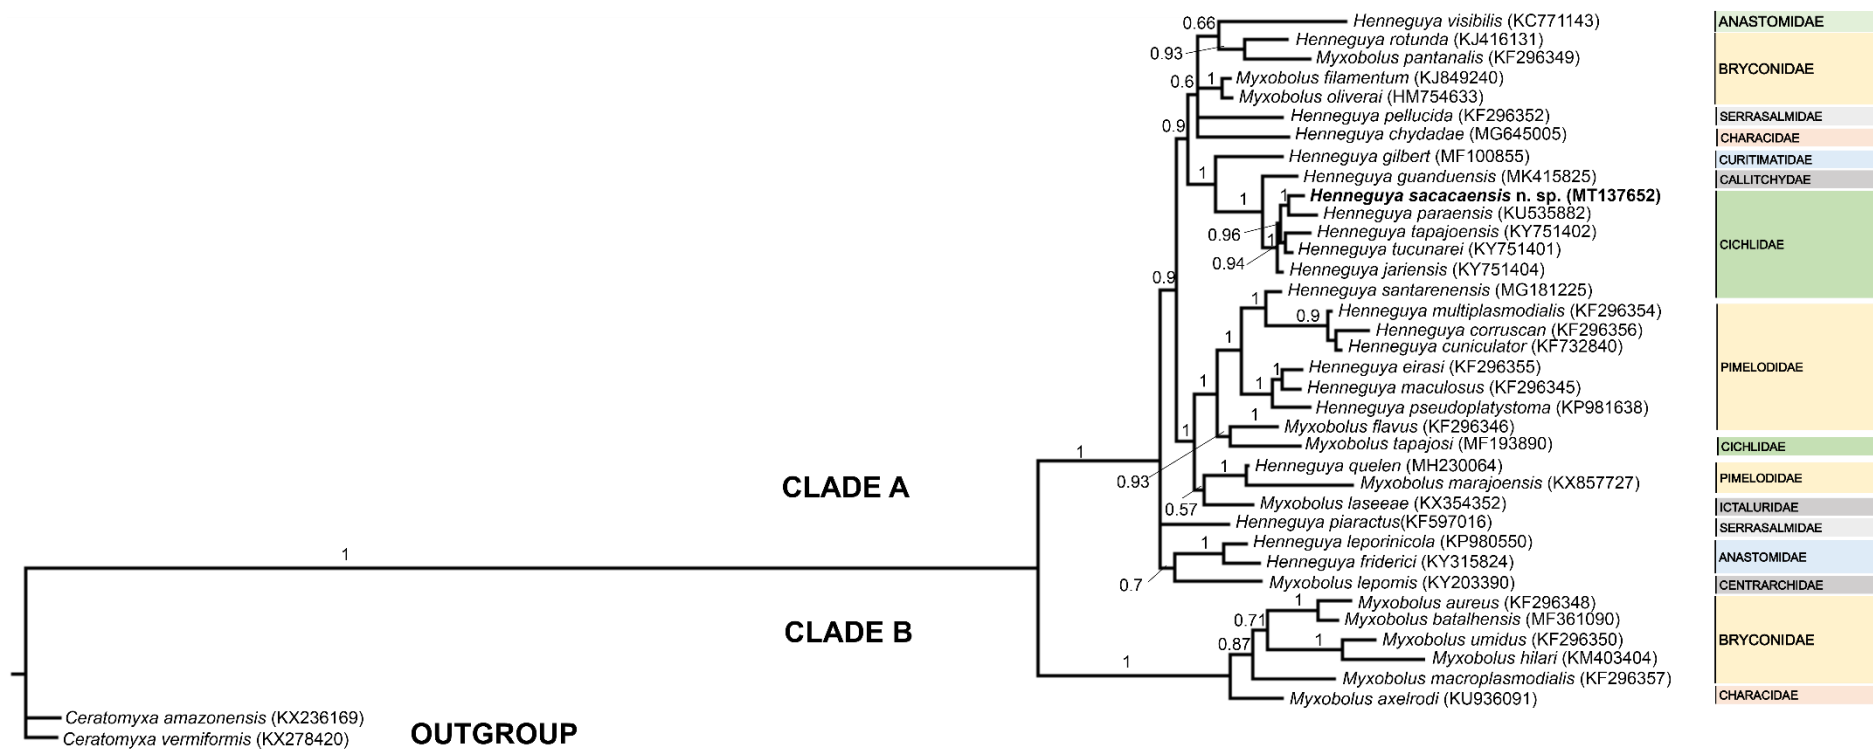 0.66
Henneguya visibilis (KC771143)
ANASTOMIDAE
Henneguya rotunda (KJ416131)
0.93
Myxobolus pantanalis (KF296349)
BRYCONIDAE
0.6
1
Myxobolus filamentum (KJ849240)
Myxobolus oliverai (HM754633)
Henneguya pellucida (KF296352)
SERRASALMIDAE
0.9
Henneguya chydadae (MG645005)
CHARACIDAE
Henneguya gilbert (MF100855)
CURITIMATIDAE
1
Henneguya guanduensis (MK415825)
CALLITCHYDAE
1
1
Henneguya sacacaensis n. sp. (MT137652)
Henneguya paraensis (KU535882)
0.96
Henneguya tapajoensis (KY751402)
1
Henneguya tucunarei (KY751401)
CICHLIDAE
0.94
Henneguya jariensis (KY751404)
0.9
Henneguya santarenensis (MG181225)
1
0.9
Henneguya multiplasmodialis (KF296354)
Henneguya corruscan (KF296356)
1
Henneguya cuniculator (KF732840)
1
Henneguya eirasi (KF296355)
PIMELODIDAE
1
1
Henneguya maculosus (KF296345)
Henneguya pseudoplatystoma (KP981638)
1
Myxobolus flavus (KF296346)
1
Myxobolus tapajosi (MF193890)
CICHLIDAE
1
1
Henneguya quelen (MH230064)
0.93
Myxobolus marajoensis (KX857727)
PIMELODIDAE
CLADE A
0.57
Myxobolus laseeae (KX354352)
ICTALURIDAE
Henneguya piaractus(KF597016)
SERRASALMIDAE
1
Henneguya leporinicola (KP980550)
1
Henneguya friderici (KY315824)
ANASTOMIDAE
0.7
Myxobolus lepomis (KY203390)
CENTRARCHIDAE
1
Myxobolus aureus (KF296348)
0.71
Myxobolus batalhensis (MF361090)
CLADE B
0.87
1
Myxobolus umidus (KF296350)
BRYCONIDAE
1
Myxobolus hilari (KM403404)
Myxobolus macroplasmodialis (KF296357)
Myxobolus axelrodi (KU936091)
CHARACIDAE
Ceratomyxa amazonensis (KX236169)
Ceratomyxa vermiformis (KX278420)
OUTGROUP